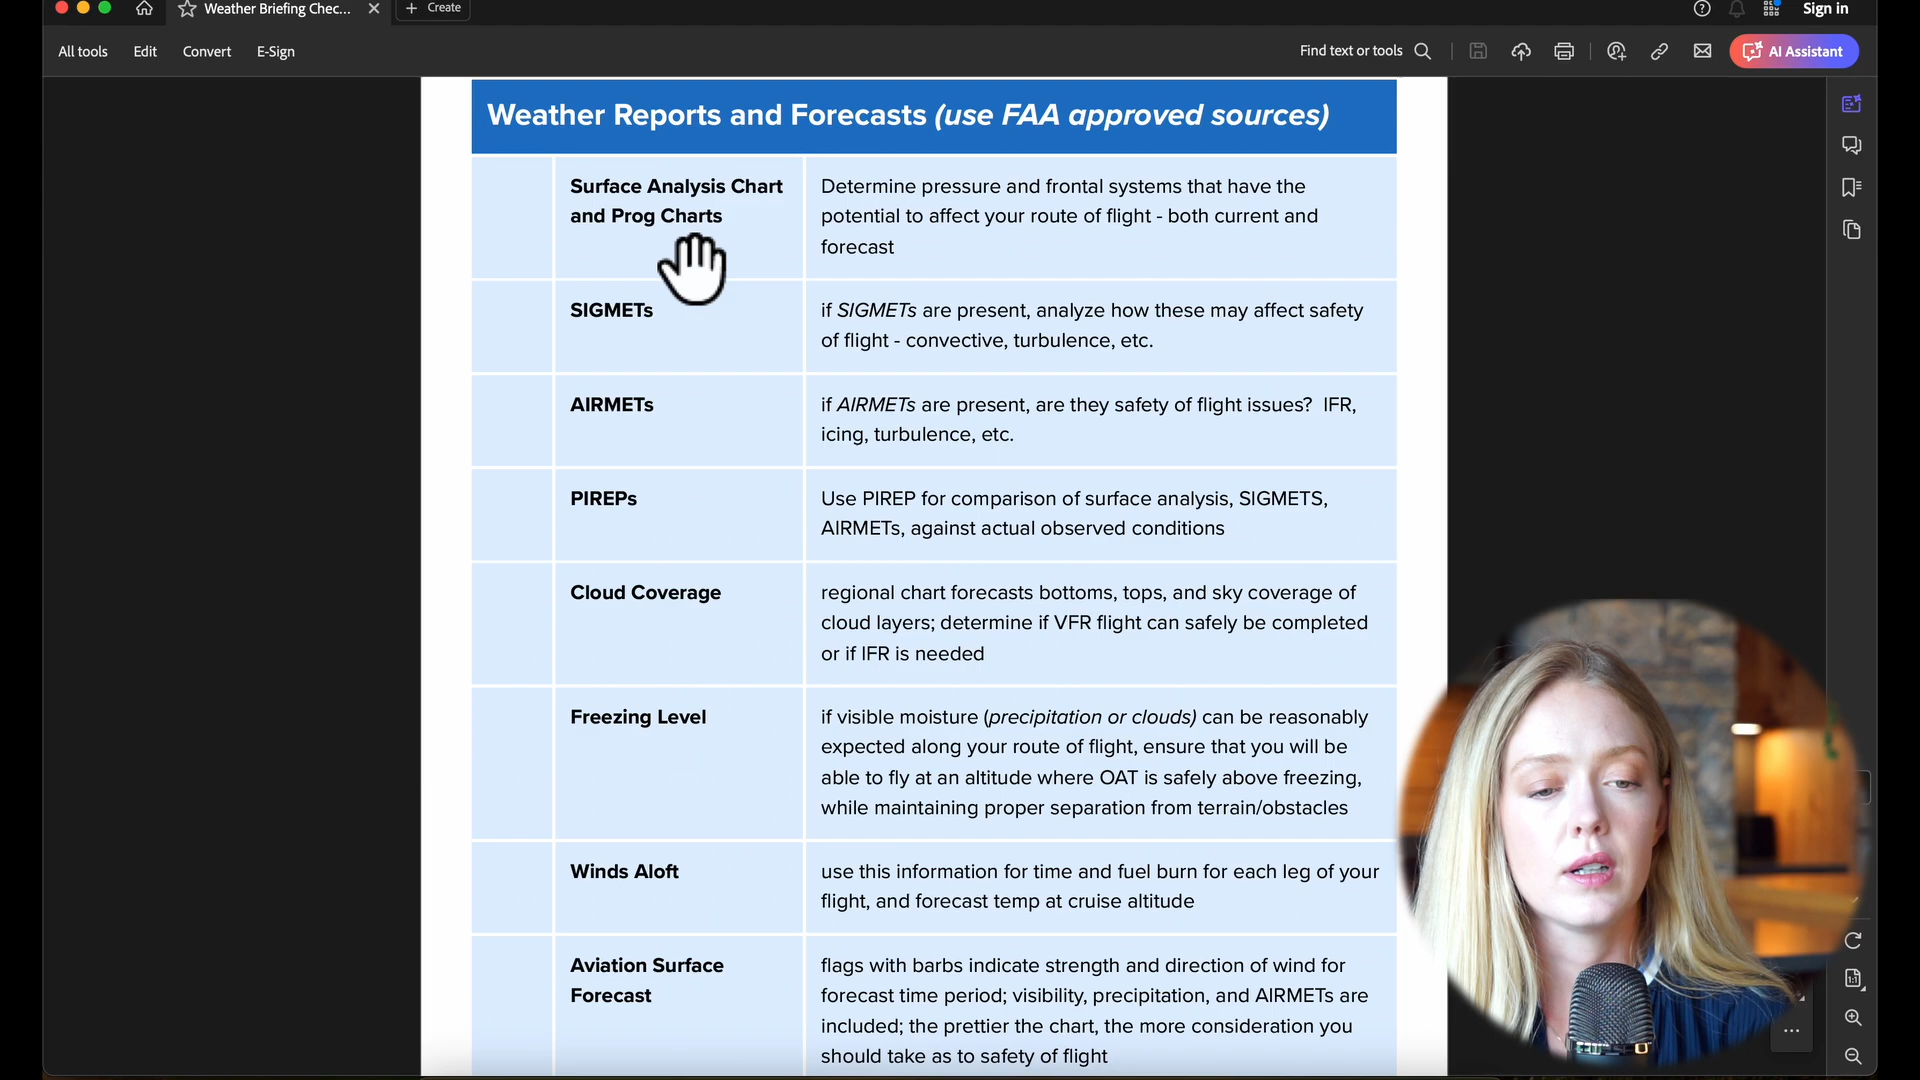 Weather Briefing Chec...
Create
Sign in
All tools
Edit
Convert
E-Sign
Find text or tools
AI Assistant
Weather Reports and Forecasts (use FAA approved sources)
Surface Analysis Chart
and Prog Charts
Determine pressure and frontal systems that have the
potential to affect your route of flight - both current and
forecast
SIGMETs
if SIGMETs are present, analyze how these may affect safety
of flight - convective, turbulence, etc.
AIRMETs
if AIRMETs are present, are they safety of flight issues?  IFR,
icing, turbulence, etc.
PIREPs
Use PIREP for comparison of surface analysis, SIGMETS,
AIRMETs, against actual observed conditions
Cloud Coverage
regional chart forecasts bottoms, tops, and sky coverage of
cloud layers; determine if VFR flight can safely be completed
or if IFR is needed
Freezing Level
if visible moisture (precipitation or clouds) can be reasonably
expected along your route of flight, ensure that you will be
able to fly at an altitude where OAT is safely above freezing,
while maintaining proper separation from terrain/obstacles
Winds Aloft
use this information for time and fuel burn for each leg of your
flight, and forecast temp at cruise altitude
Aviation Surface
Forecast
flags with barbs indicate strength and direction of wind for
forecast time period; visibility, precipitation, and AIRMETs are
included; the prettier the chart, the more consideration you
should take as to safety of flight